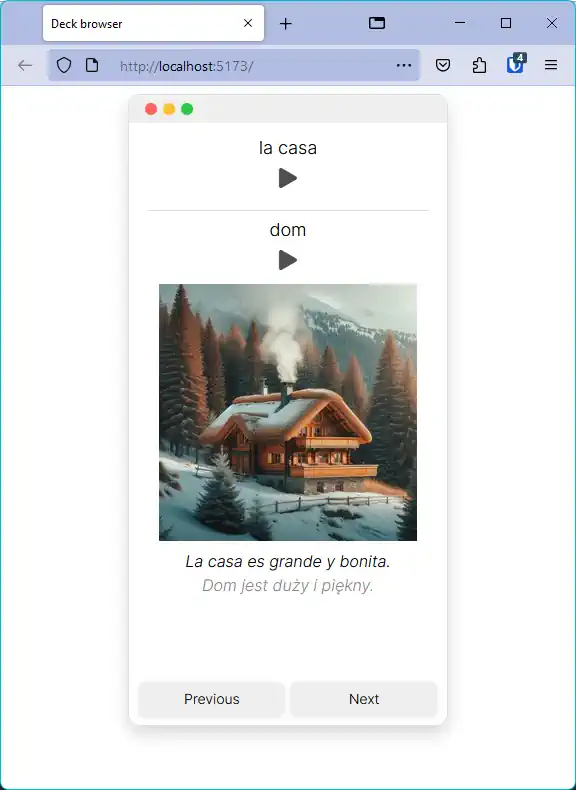 Deck browser
http://localhost:5173/
4
la casa
dom
La casa es grande y bonita.
Dom jest duży i piękny.
Previous
Next